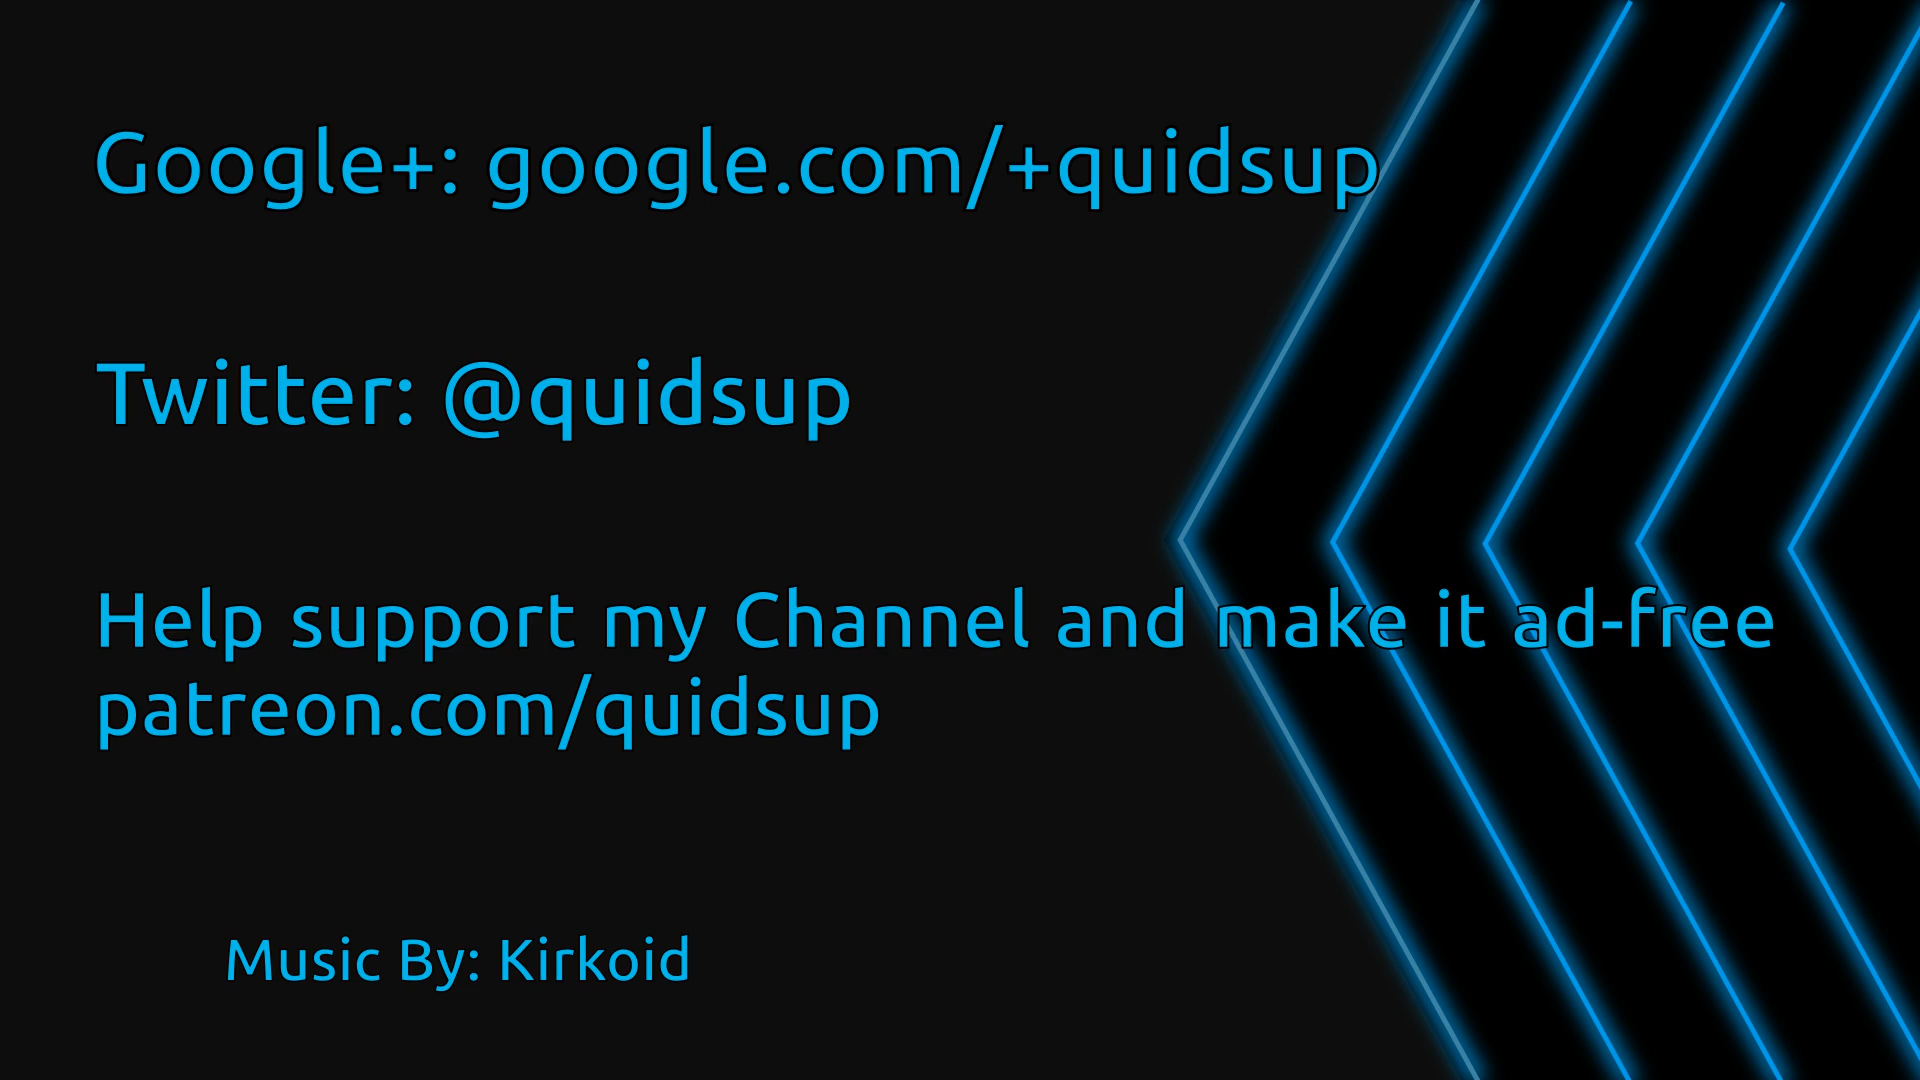 Google+: google.com/+quidsup
Twitter: @quidsup
Help support my Channel and make it ad-free
patreon.com/quidsup
Music By: Kirkoid